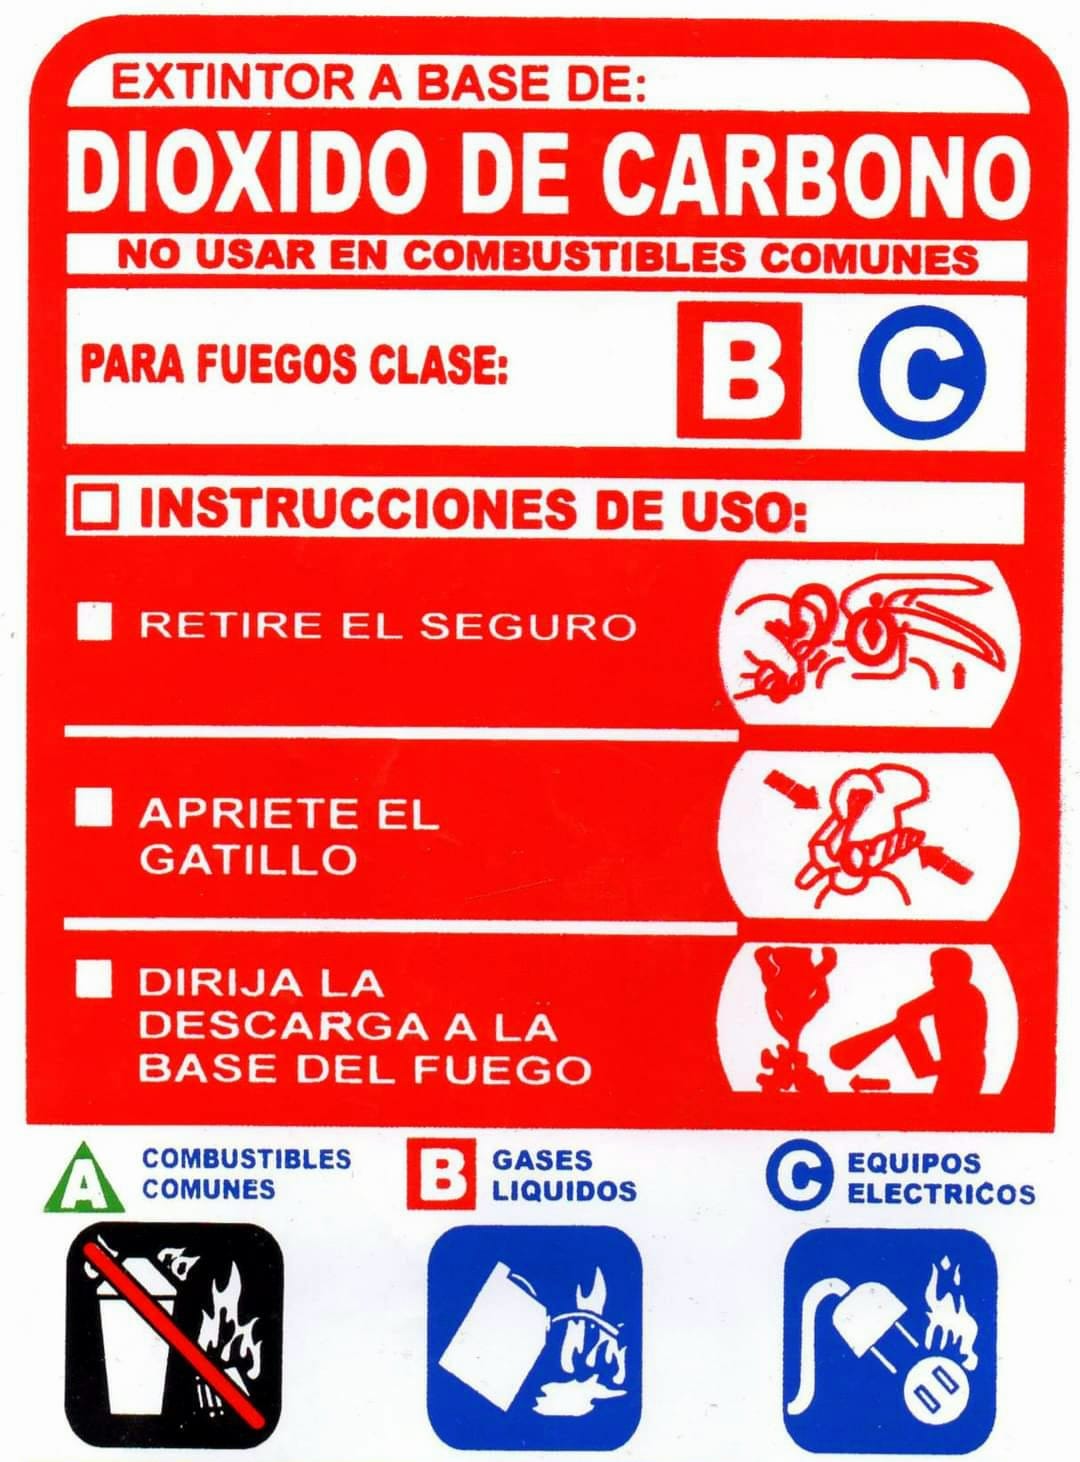 EXTINTOR A BASE DE:
DIOXIDO DE CARBONO
NO USAR EN COMBUSTIBLES COMUNES
PARA FUEGOS CLASE: B C
INSTRUCCIONES DE USO:
RETIRE EL SEGURO
APRIETE EL
GATILLO
DIRIJA LA
DESCARGA A LA
BASE DEL FUEGO
A COMBUSTIBLES
COMUNES
B GASES
LIQUIDOS
C EQUIPOS
ELECTRICOS